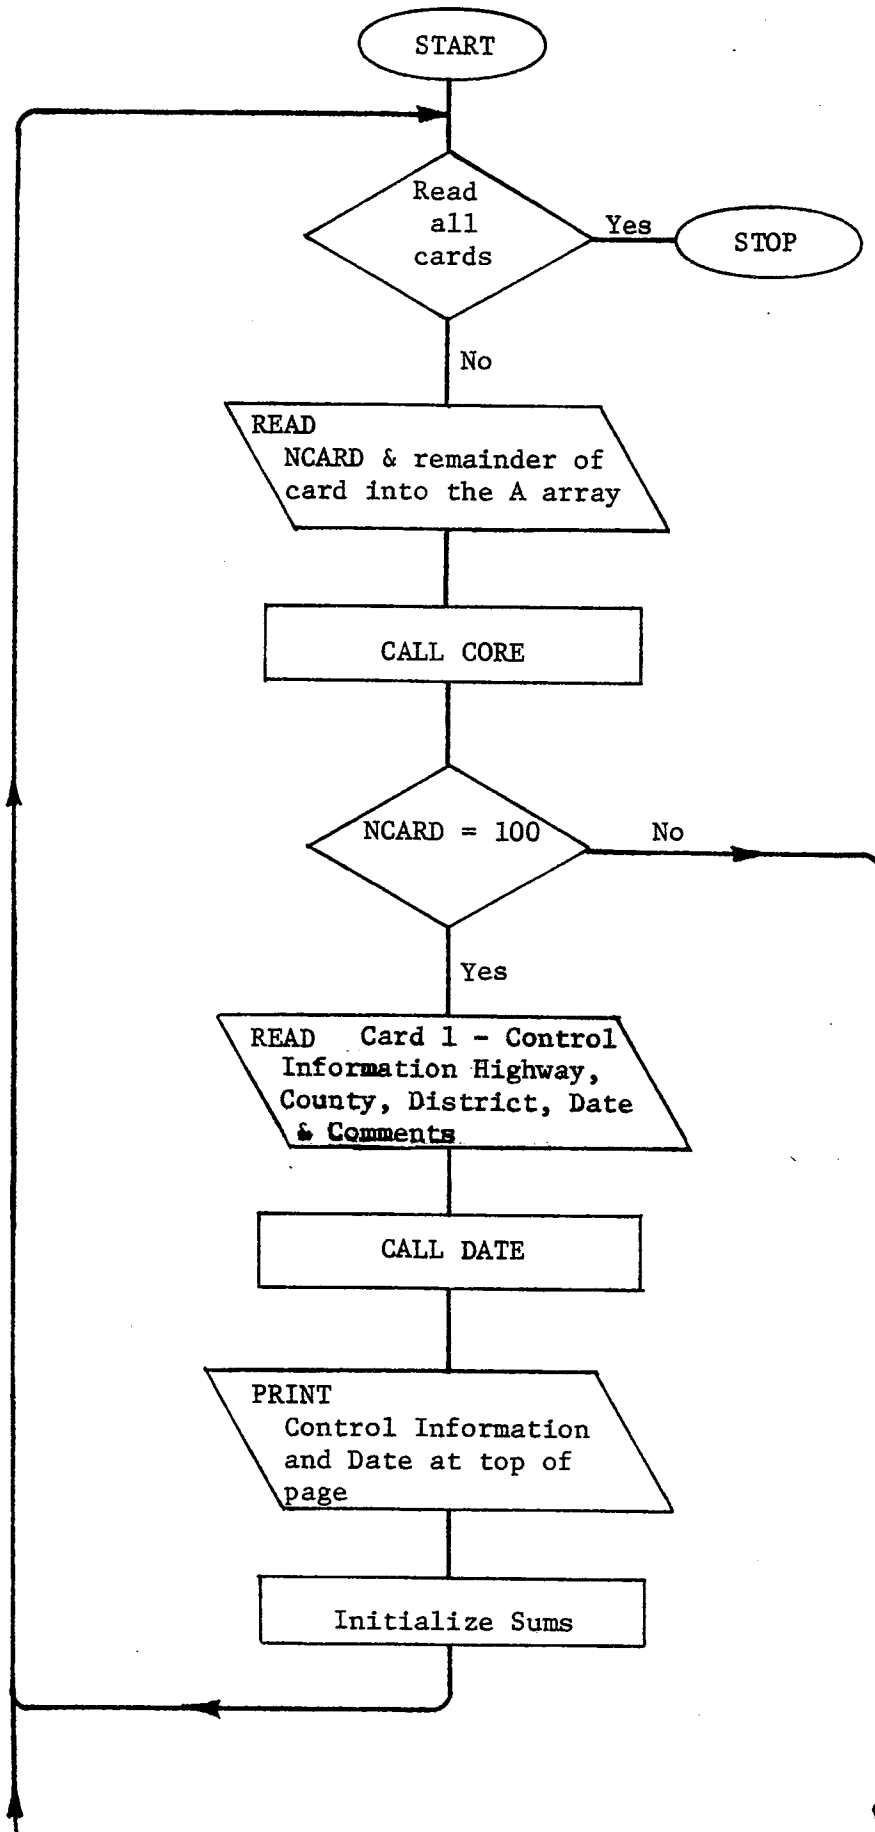 START
Read
all
cards
Yes
STOP
No
READ
NCARD & remainder of
card into the A array
CALL CORE
NCARD = 100
No
Yes
READ Card 1 - Control
Information Highway,
County, District, Date
& Comments
CALL DATE
PRINT
Control Information
and Date at top of
page
Initialize Sums